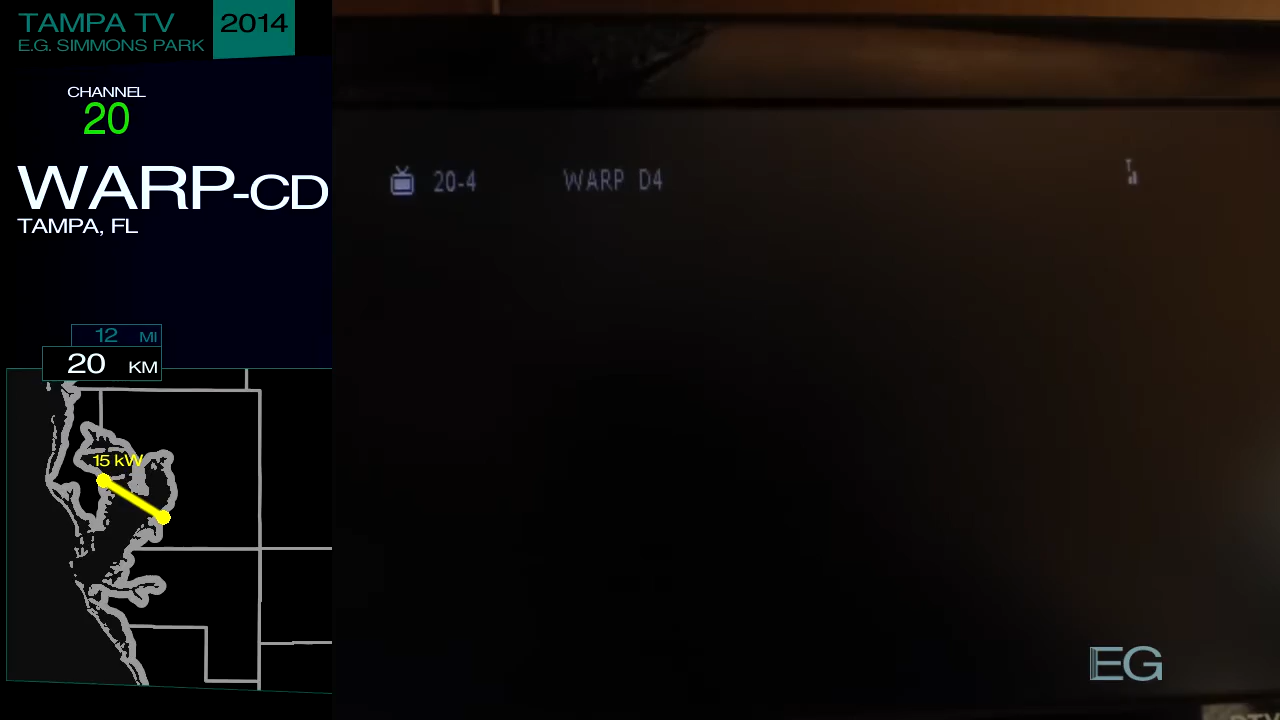 TAMPA TV
E.G. SIMMONS PARK
2014
CHANNEL
20
WARP-CD
TAMPA, FL
12 MI
20 KM
15 kW
20-4 WARP D4
EG